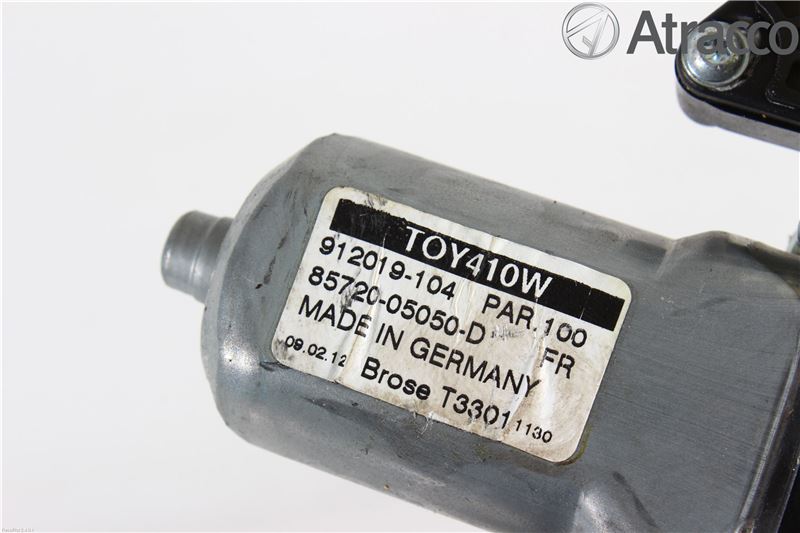 Atracco
TOY410W
912019-104 PAR.100
85720-05050-D FR
MADE IN GERMANY
09.02.12 Brose T3301 1130